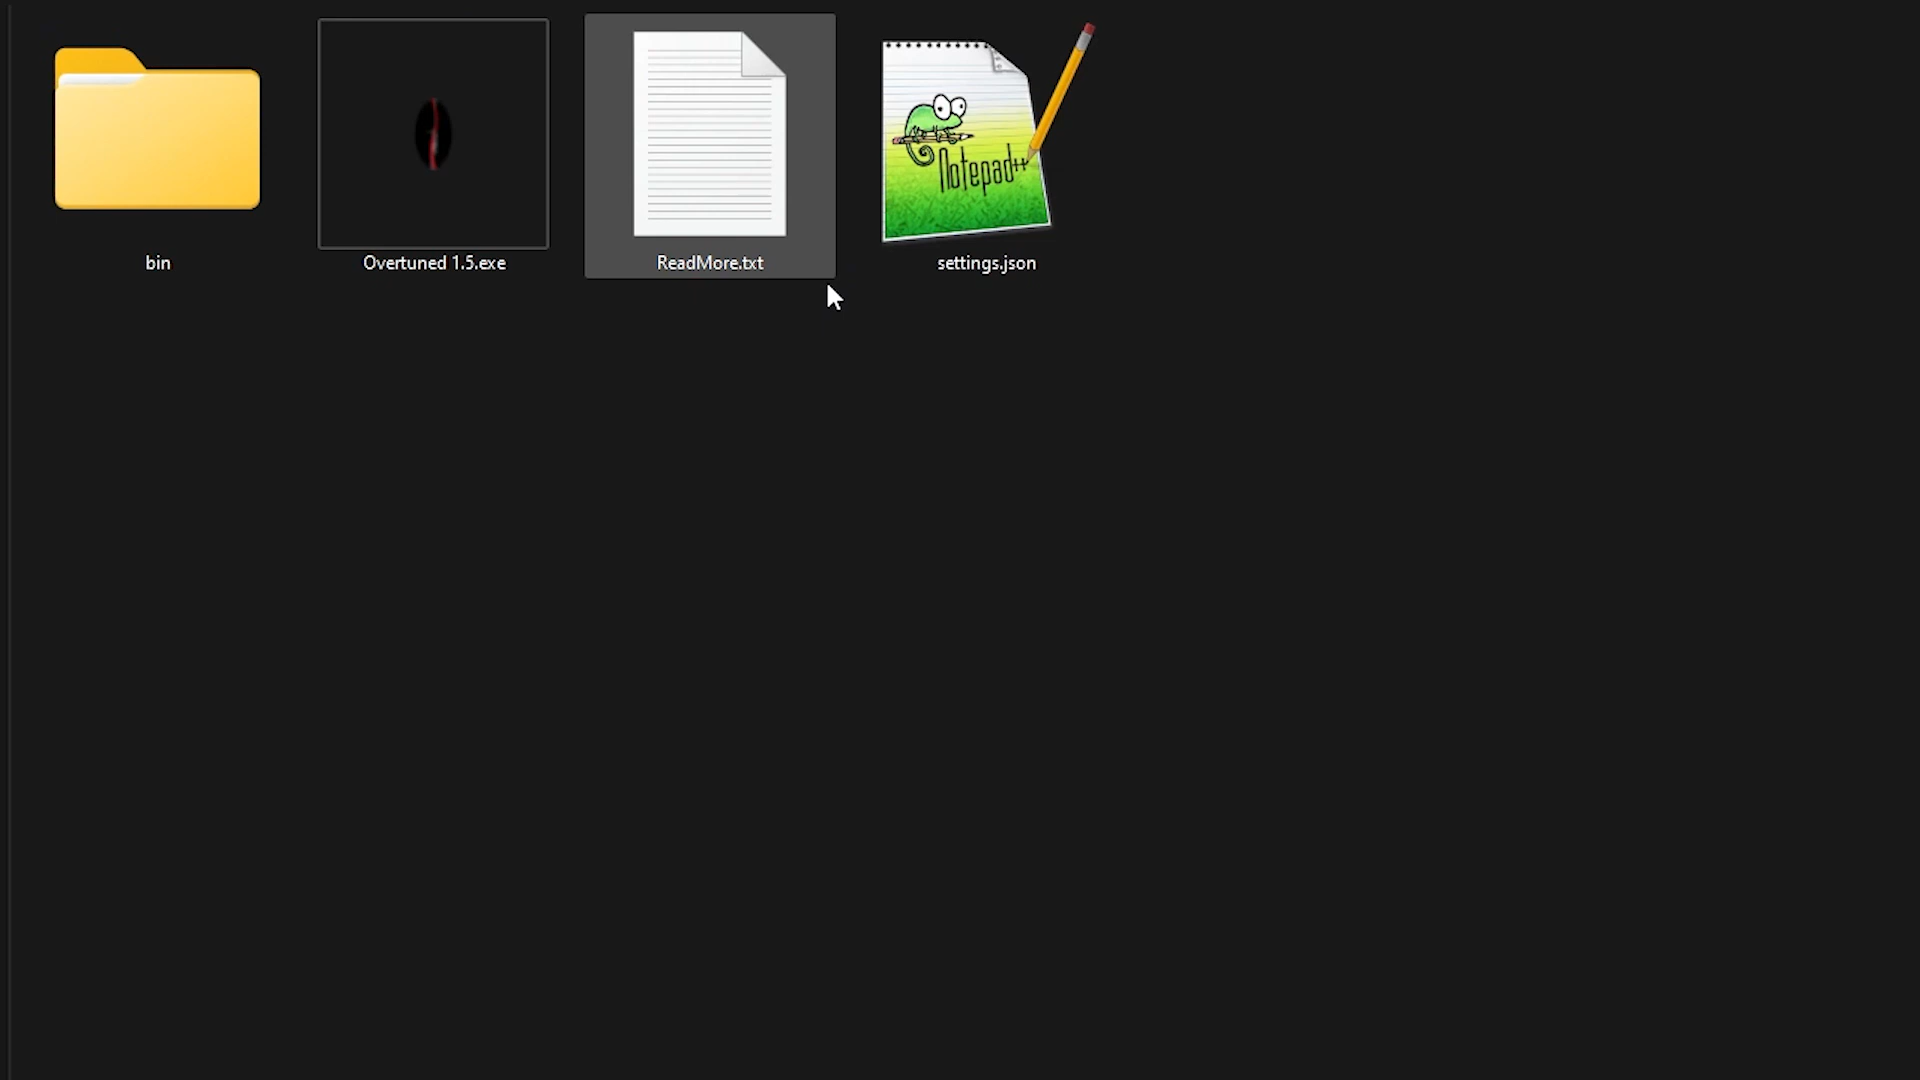 Notepad++
bin
Overtuned 1.5.exe
ReadMore.txt
settings.json